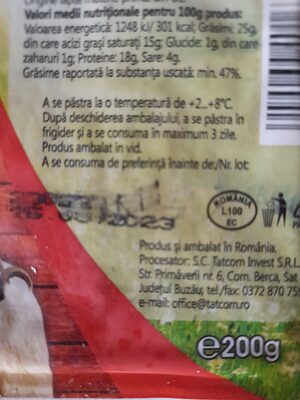 Valori medii nutriționale pentru 100g produs:
Valoarea energetică: 1248 kJ/ 301 kcal; Grăsimi: 25g,
din care acizi grași saturați 15g; Glucide: 1g, din care
zaharuri 1g; Proteine: 18g, Sare: 4g.
Grăsime raportată la substanța uscată: min. 47%.
A se păstra la o temperatură de +2...+8°C.
După deschiderea ambalajului, a se păstra în
frigider și a se consuma în maximum 3 zile.
Produs ambalat in vid.
A se consuma de preferință înainte de:/Nr. lot:
2023
ROMÂNIA
L100
EC
Produs și ambalat în România.
Procesator: S.C. Tatcom Invest S.R.L.
Str. Primăverii nr. 6, Com. Berca, Sat
Județul Buzău, tel./fax: 0372 870 75
e-mail: office@tatcom.ro
e200g